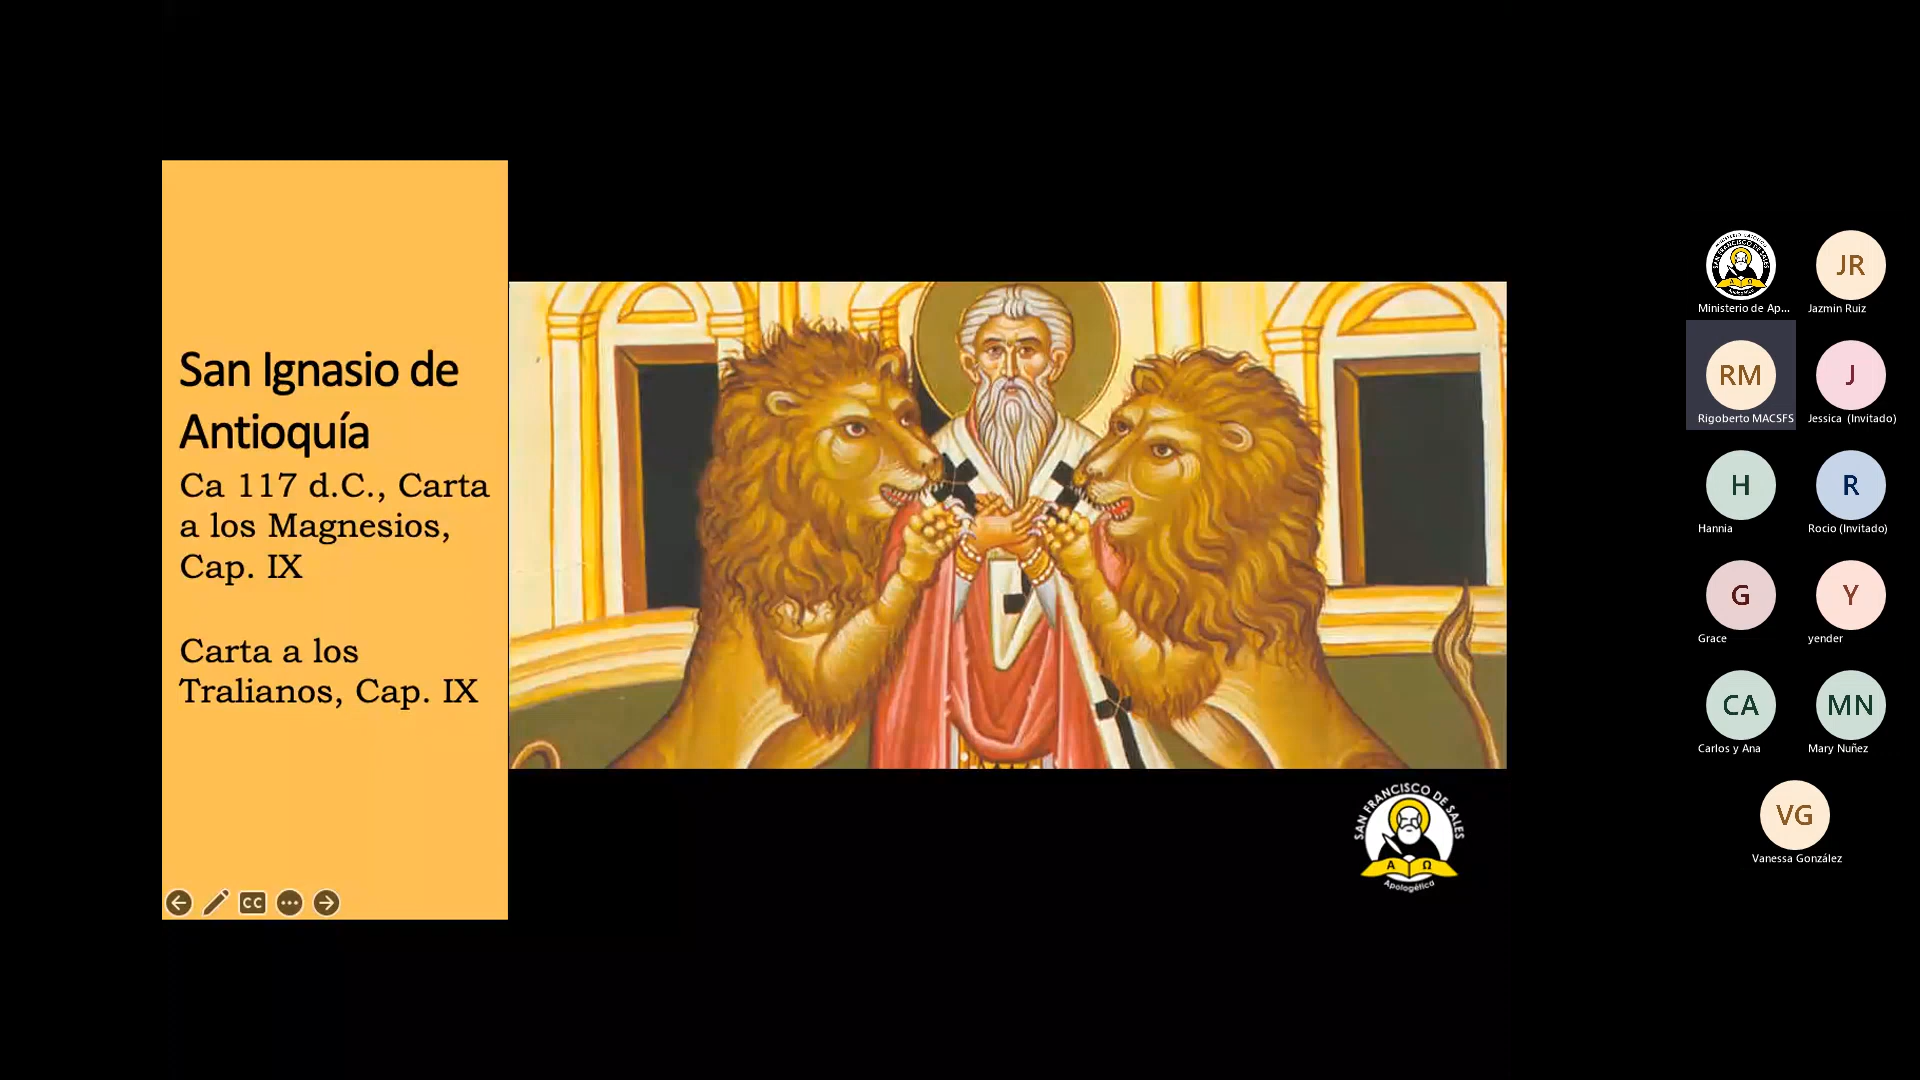 San Ignasio de
Antioquía
Ca 117 d.C., Carta
a los Magnesios,
Cap. IX
Carta a los
Tralianos, Cap. IX
CC
SAN FRANCISCO DE SALES
Α Ω
Apologética
Ministerio de Ap...
JR
Jazmin Ruiz
RM
Rigoberto MACSFS
J
Jessica (Invitado)
H
Hannia
R
Rocio (Invitado)
G
Grace
Y
yender
CA
Carlos y Ana
MN
Mary Nuñez
VG
Vanessa González